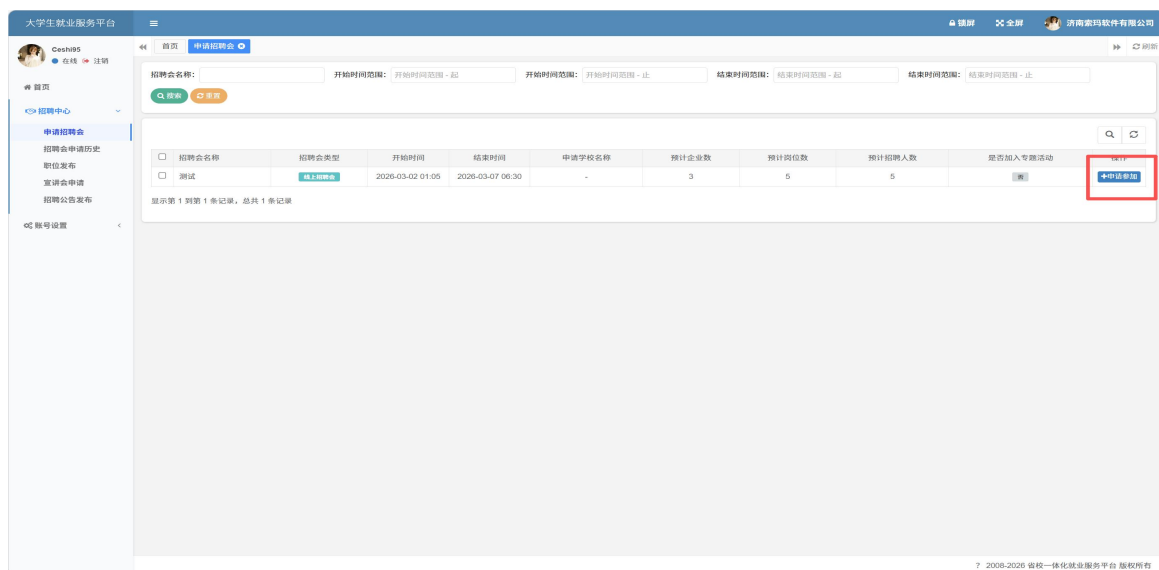 大学生就业服务平台
锁屏 全屏 济南索玛软件有限公司
Ceshi95
在线 注销
首页 申请招聘会
刷新
首页
招聘中心
申请招聘会
招聘会申请历史
职位发布
宣讲会申请
招聘公告发布
账号设置
招聘会名称： 开始时间范围： 开始时间范围 - 起 开始时间范围： 开始时间范围 - 止 结束时间范围： 结束时间范围 - 起 结束时间范围： 结束时间范围 - 止
搜索 重置
招聘会名称 招聘会类型 开始时间 结束时间 申请学校名称 预计企业数 预计岗位数 预计招聘人数 是否加入专题活动 操作
测试 线上招聘会 2026-03-02 01:05 2026-03-07 06:30 - 3 5 5 否 +申请参加
显示第 1 到第 1 条记录，总共 1 条记录
? 2008-2026 省校一体化就业服务平台 版权所有